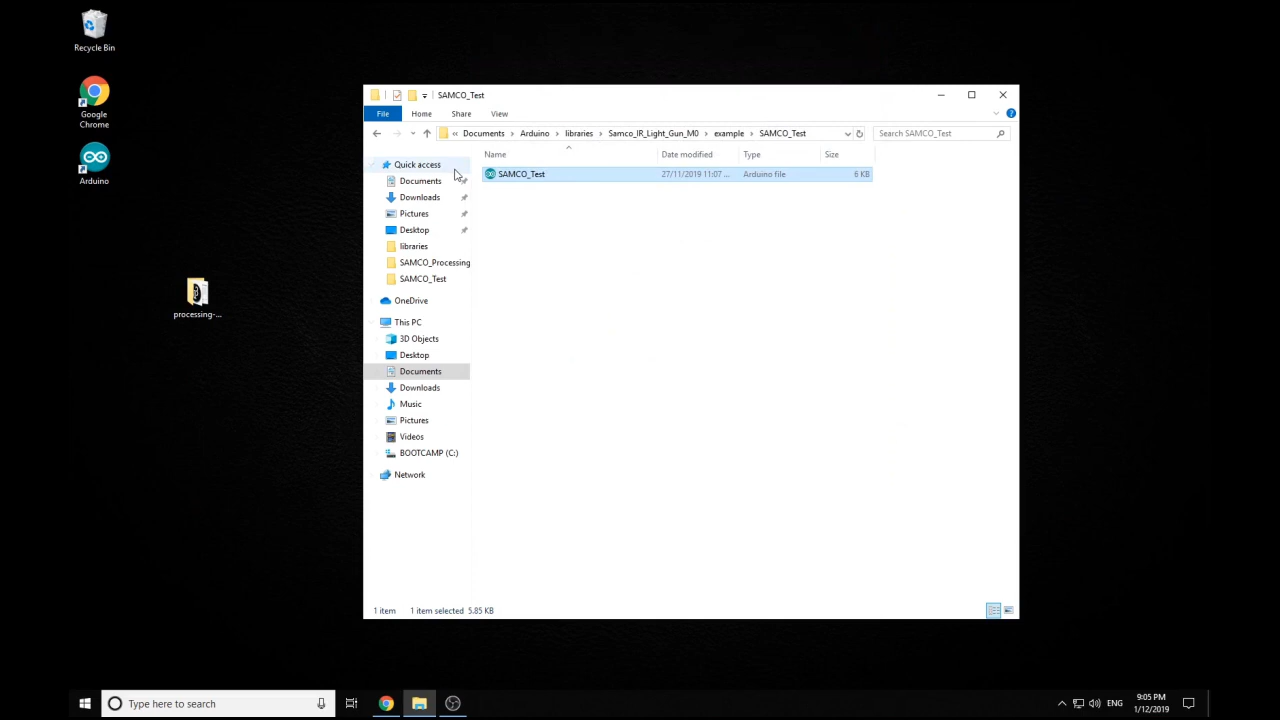 Recycle Bin
Google
Chrome
Arduino
processing-...
SAMCO_Test
File Home Share View
« Documents > Arduino > libraries > Samco_IR_Light_Gun_M0 > example > SAMCO_Test
Search SAMCO_Test
Name Date modified Type Size
SAMCO_Test 27/11/2019 11:07 ... Arduino file 6 KB
Quick access
Documents
Downloads
Pictures
Desktop
libraries
SAMCO_Processing
SAMCO_Test
OneDrive
This PC
3D Objects
Desktop
Documents
Downloads
Music
Pictures
Videos
BOOTCAMP (C:)
Network
1 item 1 item selected 5.85 KB
Type here to search
ENG
9:05 PM
1/12/2019